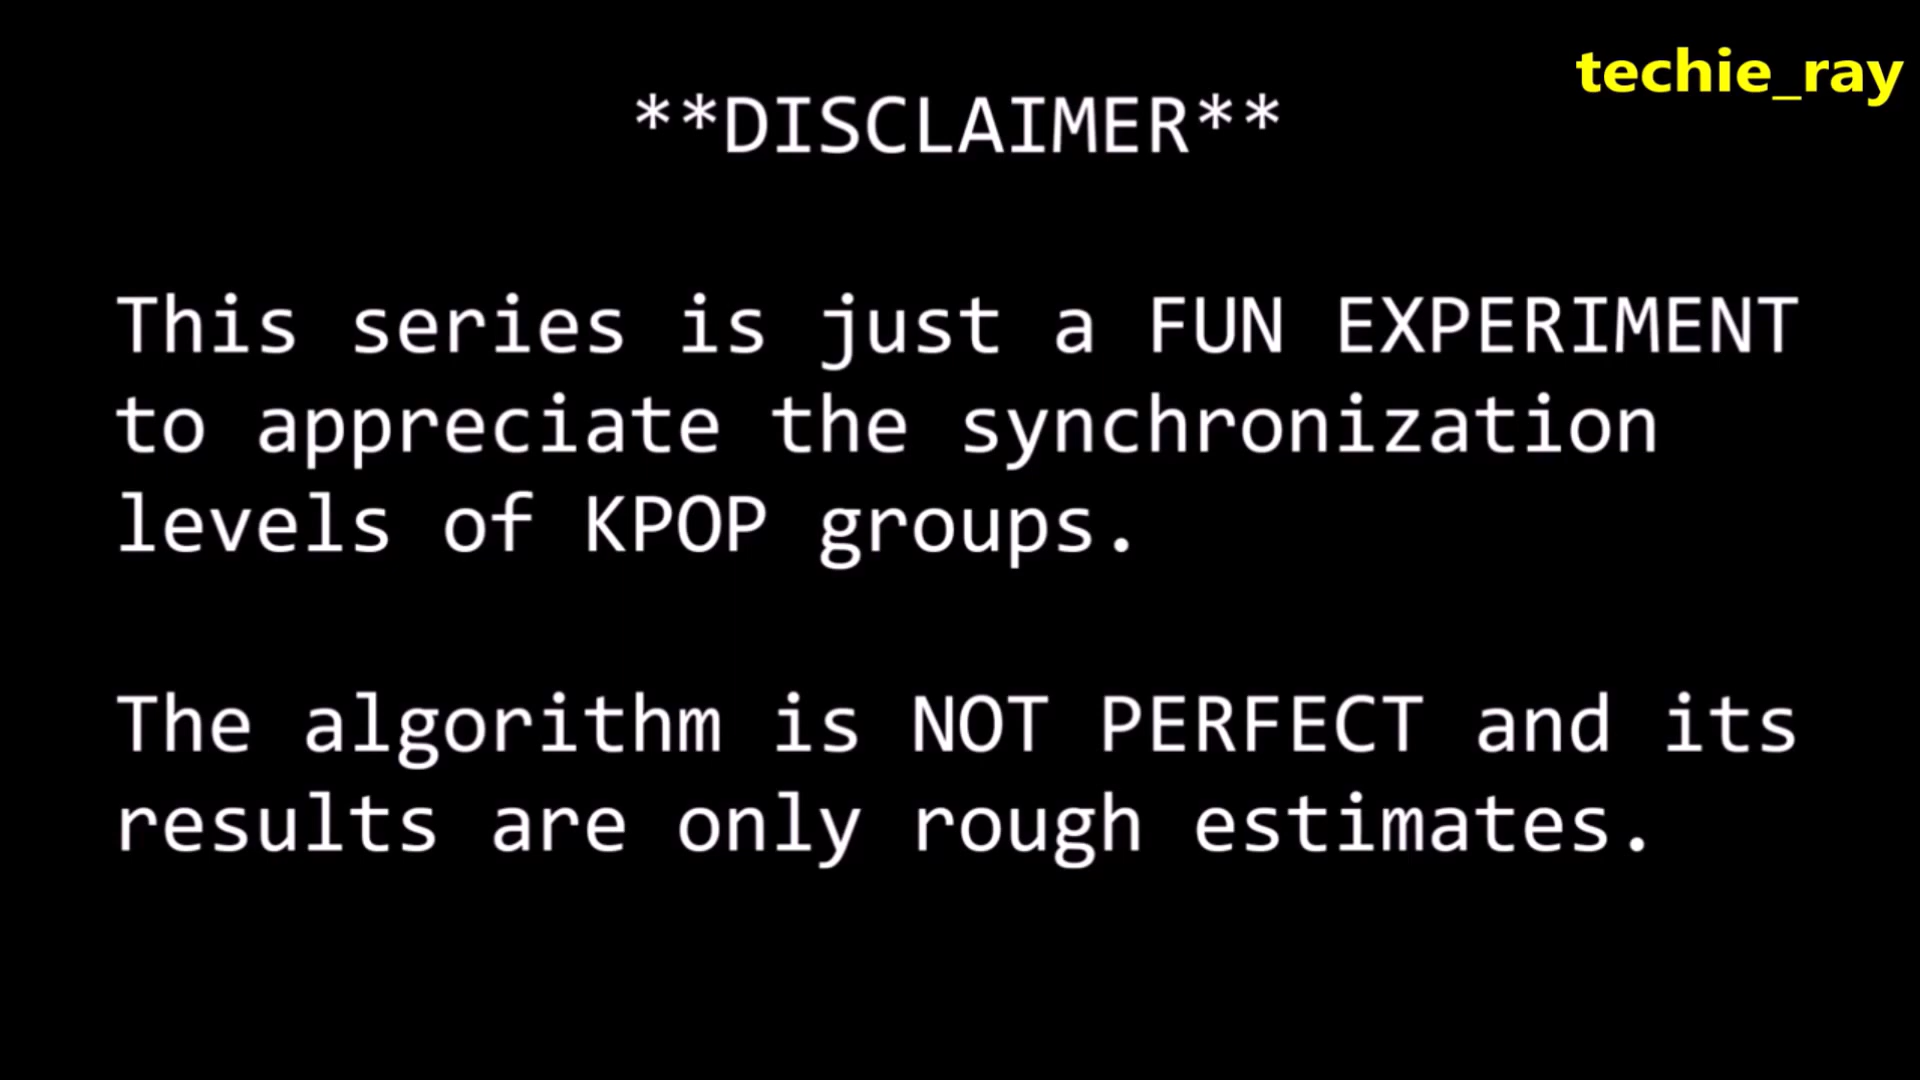 techie_ray
**DISCLAIMER**
This series is just a FUN EXPERIMENT
to appreciate the synchronization
levels of KPOP groups.
The algorithm is NOT PERFECT and its
results are only rough estimates.